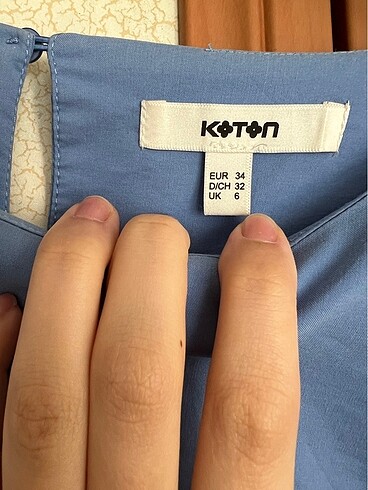 KOTON
EUR 34
D/CH 32
UK 6